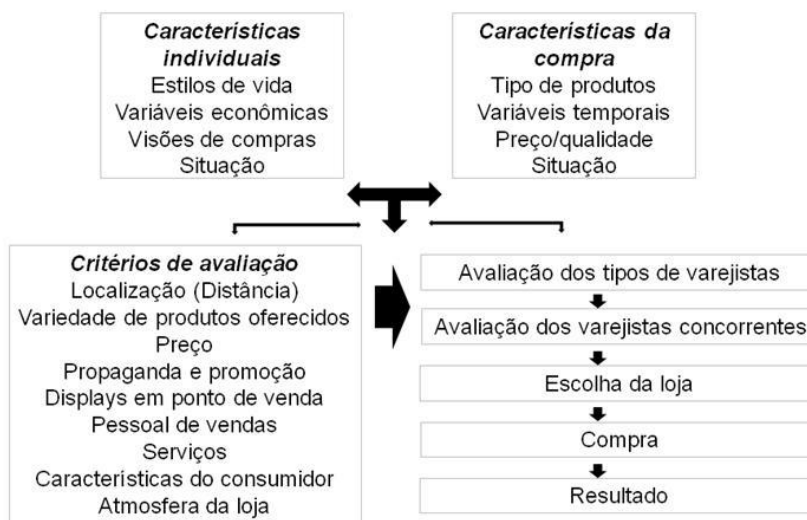 Características
individuais
Estilos de vida
Variáveis econômicas
Visões de compras
Situação
Características da
compra
Tipo de produtos
Variáveis temporais
Preço/qualidade
Situação
Critérios de avaliação
Localização (Distância)
Variedade de produtos oferecidos
Preço
Propaganda e promoção
Displays em ponto de venda
Pessoal de vendas
Serviços
Características do consumidor
Atmosfera da loja
Avaliação dos tipos de varejistas
Avaliação dos varejistas concorrentes
Escolha da loja
Compra
Resultado